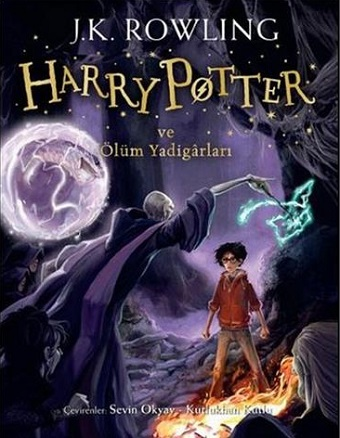 J.K. ROWLING
HARRY POTTER
ve
Ölüm Yadigârları
Çevirenler: Sevin Okyay - Kutlukhan Kutlu